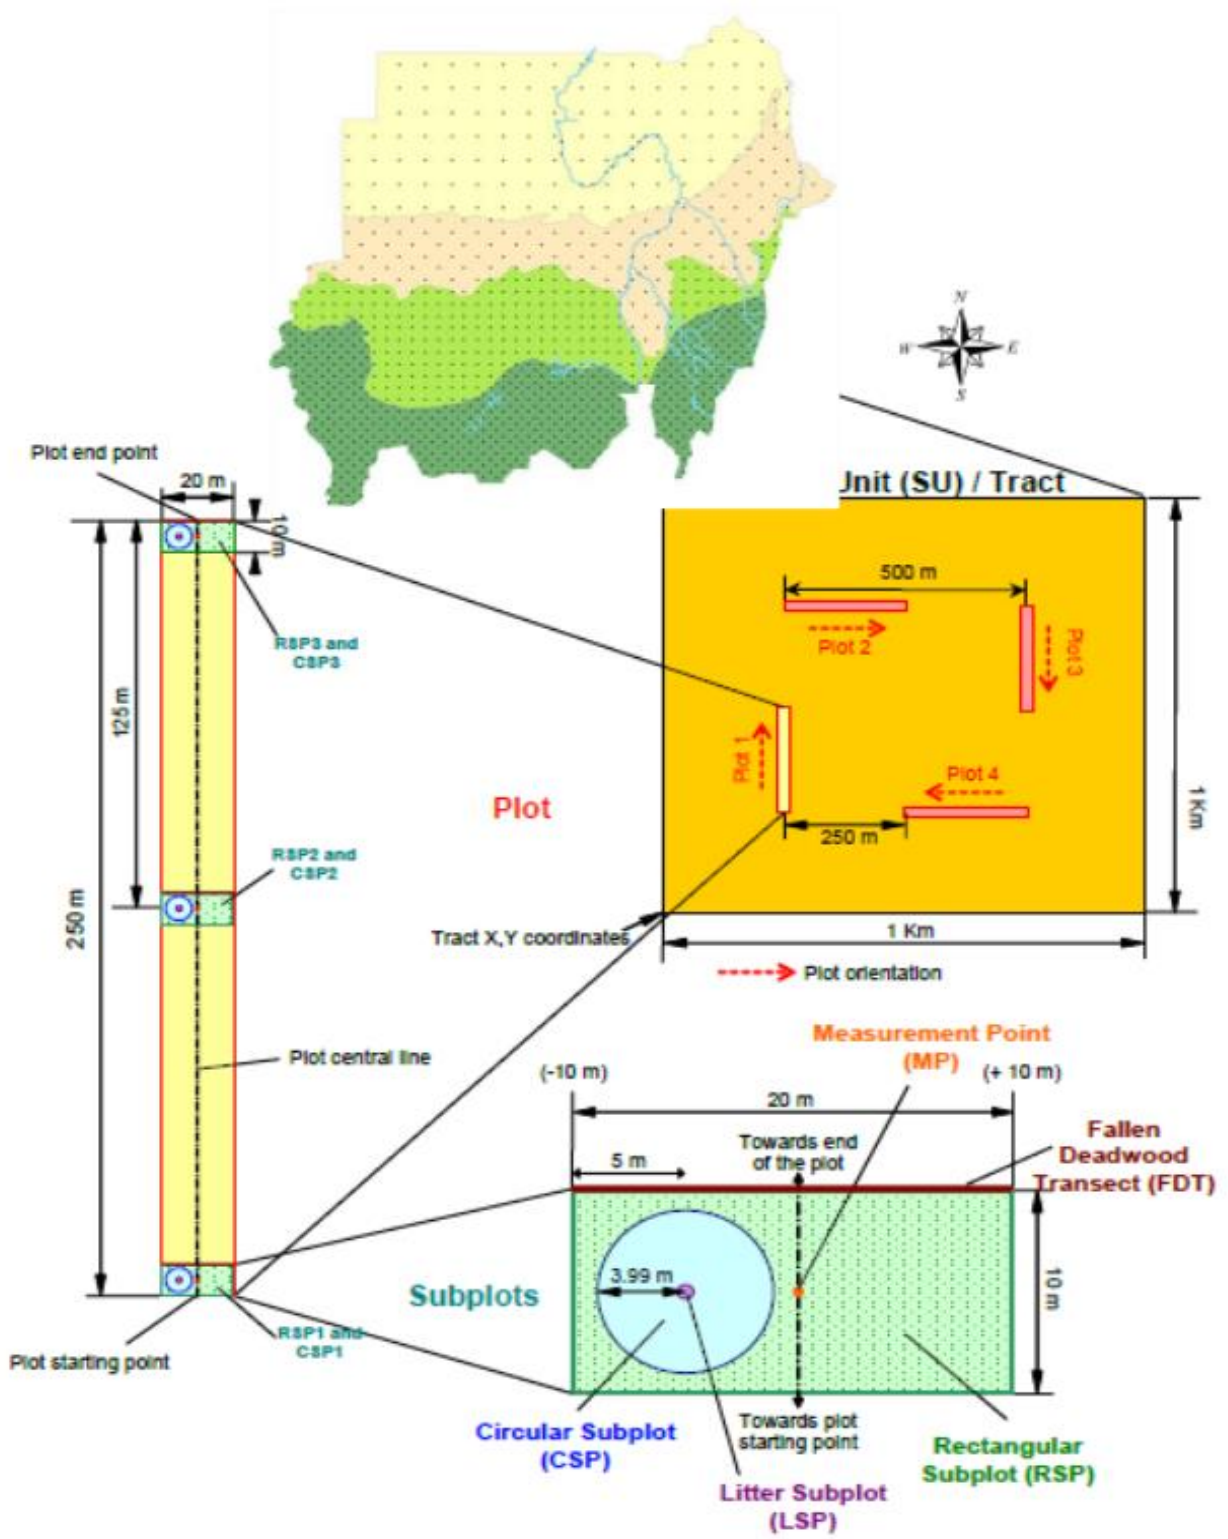 N
W
E
S
Plot end point
20 m
10 m
Unit (SU) / Tract
500 m
Plot 2
Plot 3
RSP3 and
CSP3
125 m
Plot 1
Plot 4
Plot
250 m
1 Km
RSP2 and
CSP2
250 m
Tract X,Y coordinates
1 Km
Plot orientation
Measurement Point
(MP)
Plot central line
(-10 m)
(+ 10 m)
20 m
Fallen
Deadwood
Transect (FDT)
Towards end
of the plot
5 m
3.99 m
10 m
Subplots
RSP1 and
CSP1
Plot starting point
Towards plot
starting point
Circular Subplot
(CSP)
Rectangular
Subplot (RSP)
Litter Subplot
(LSP)